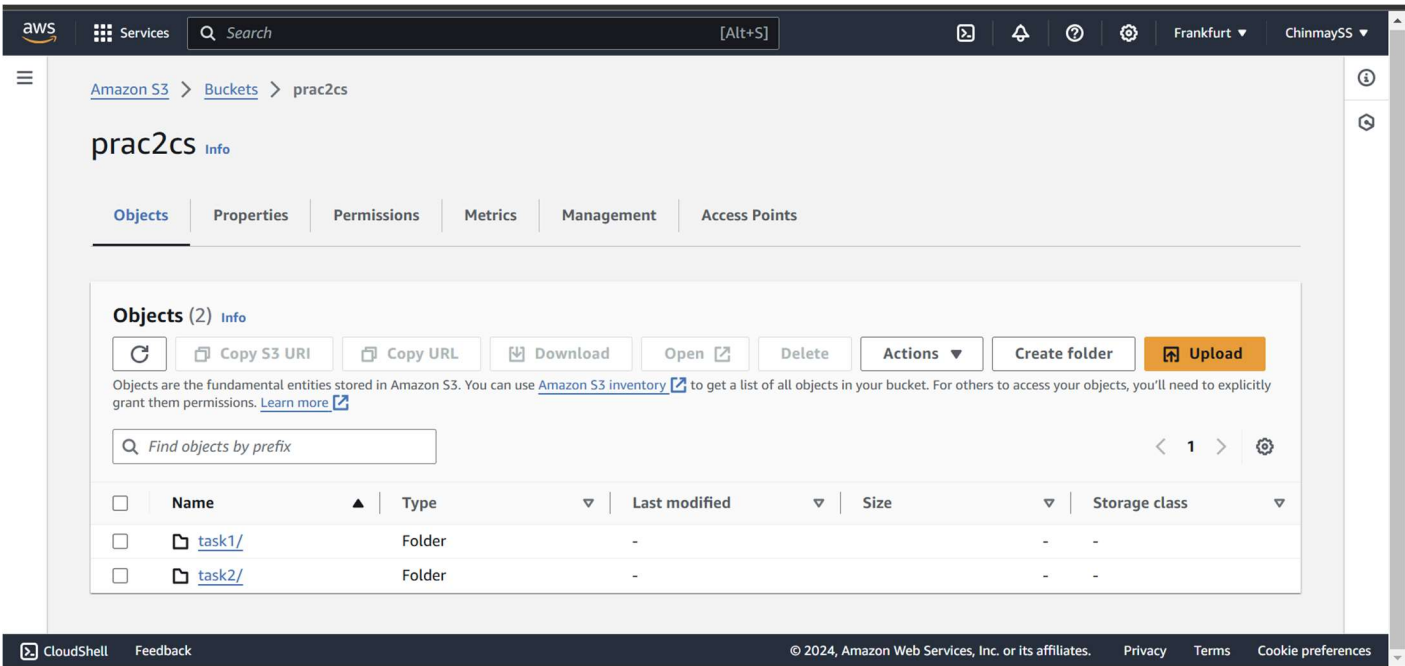 aws Services Search [Alt+S] Frankfurt ▼ ChinmaySS ▼
Amazon S3 > Buckets > prac2cs
prac2cs Info
Objects Properties Permissions Metrics Management Access Points
Objects (2) Info
Copy S3 URI Copy URL Download Open Delete Actions ▼ Create folder Upload
Objects are the fundamental entities stored in Amazon S3. You can use Amazon S3 inventory to get a list of all objects in your bucket. For others to access your objects, you'll need to explicitly
grant them permissions. Learn more
Find objects by prefix < 1 >
Name ▲ Type ▽ Last modified ▽ Size ▽ Storage class ▽
task1/ Folder - - -
task2/ Folder - - -
CloudShell Feedback © 2024, Amazon Web Services, Inc. or its affiliates. Privacy Terms Cookie preferences